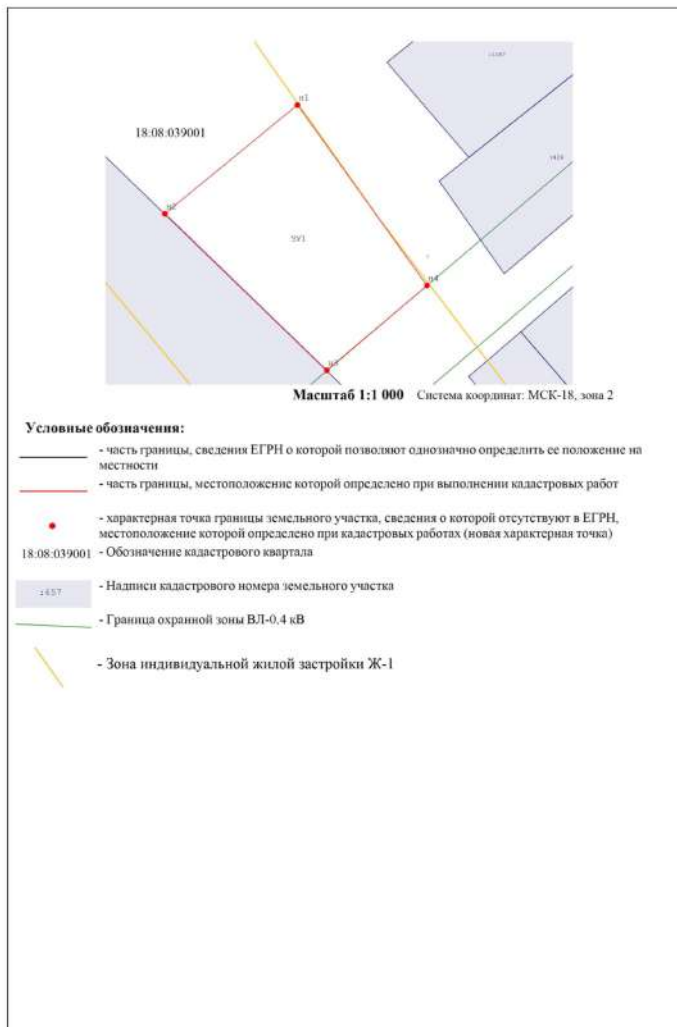 н1
18:08:039001
:418
н2
:ЗУ1
н4
н3
Масштаб 1:1 000 Система координат: МСК-18, зона 2
Условные обозначения:
- часть границы, сведения ЕГРН о которой позволяют однозначно определить ее положение на
местности
- часть границы, местоположение которой определено при выполнении кадастровых работ
- характерная точка границы земельного участка, сведения о которой отсутствуют в ЕГРН,
местоположение которой определено при кадастровых работах (новая характерная точка)
18:08:039001 - Обозначение кадастрового квартала
:457 - Надписи кадастрового номера земельного участка
- Граница охранной зоны ВЛ-0.4 кВ
- Зона индивидуальной жилой застройки Ж-1